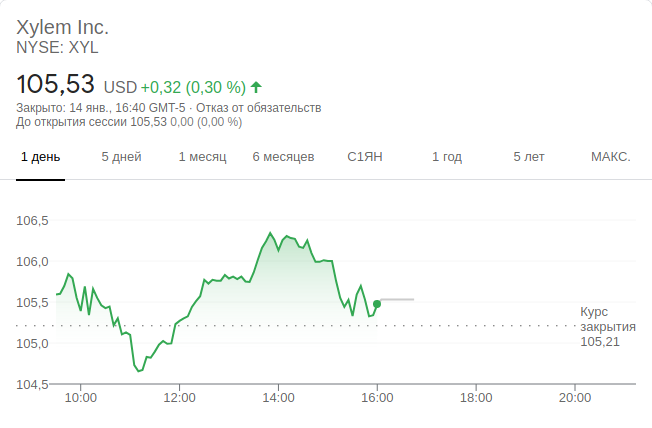 Xylem Inc.
NYSE: XYL
105,53 USD +0,32 (0,30 %)
Закрыто: 14 янв., 16:40 GMT-5 · Отказ от обязательств
До открытия сессии 105,53 0,00 (0,00 %)
1 день 5 дней 1 месяц 6 месяцев С1ЯН 1 год 5 лет МАКС.
106,5
106,0
105,5
105,0
104,5
Курс
закрытия
105,21
10:00 12:00 14:00 16:00 18:00 20:00